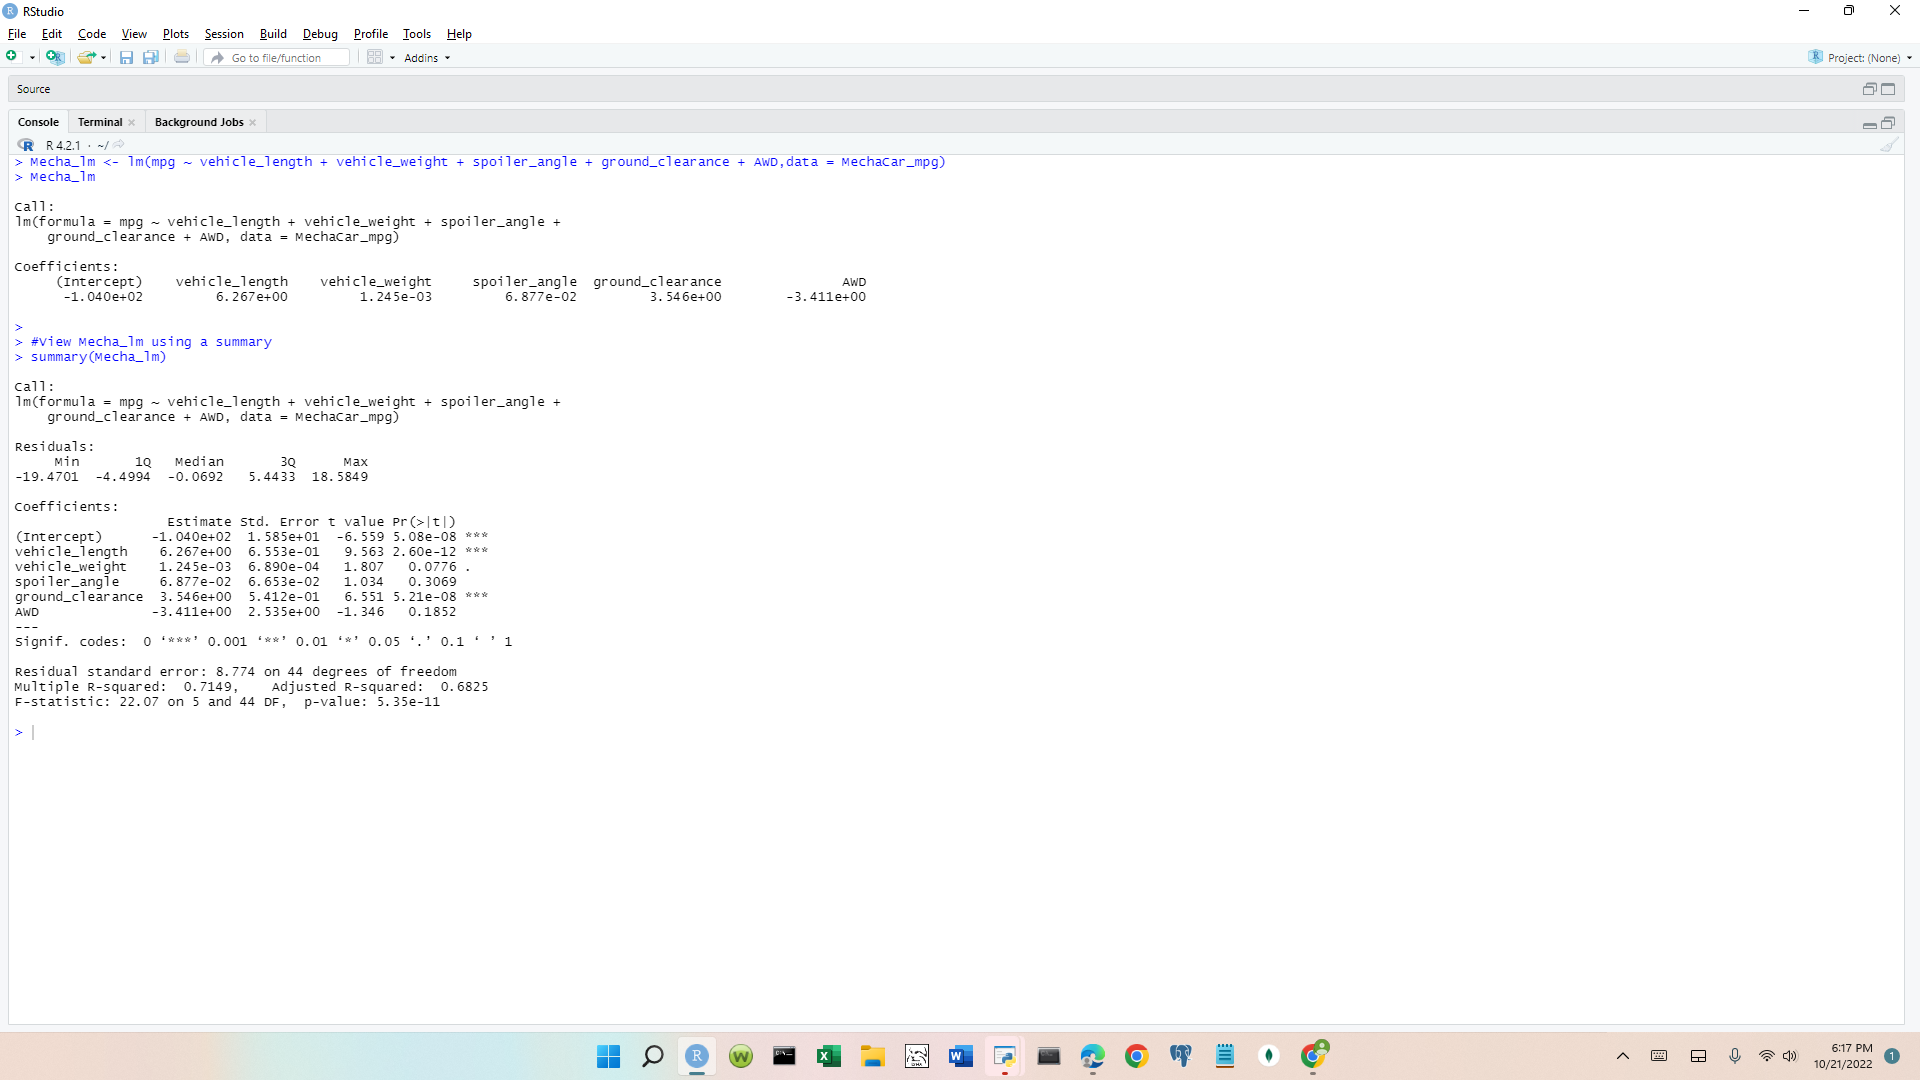 RStudio
File Edit Code View Plots Session Build Debug Profile Tools Help
Go to file/function Addins Project: (None)
Source
Console Terminal Background Jobs
R 4.2.1 · ~/
> Mecha_lm <- lm(mpg ~ vehicle_length + vehicle_weight + spoiler_angle + ground_clearance + AWD,data = MechaCar_mpg)
> Mecha_lm
Call:
lm(formula = mpg ~ vehicle_length + vehicle_weight + spoiler_angle +
    ground_clearance + AWD, data = MechaCar_mpg)
Coefficients:
     (Intercept)    vehicle_length    vehicle_weight     spoiler_angle  ground_clearance               AWD
      -1.040e+02         6.267e+00         1.245e-03         6.877e-02         3.546e+00        -3.411e+00
>
> #View Mecha_lm using a summary
> summary(Mecha_lm)
Call:
lm(formula = mpg ~ vehicle_length + vehicle_weight + spoiler_angle +
    ground_clearance + AWD, data = MechaCar_mpg)
Residuals:
     Min       1Q   Median       3Q      Max
-19.4701  -4.4994  -0.0692   5.4433  18.5849
Coefficients:
                   Estimate Std. Error t value Pr(>|t|)
(Intercept)      -1.040e+02  1.585e+01  -6.559 5.08e-08 ***
vehicle_length    6.267e+00  6.553e-01   9.563 2.60e-12 ***
vehicle_weight    1.245e-03  6.890e-04   1.807   0.0776 .
spoiler_angle     6.877e-02  6.653e-02   1.034   0.3069
ground_clearance  3.546e+00  5.412e-01   6.551 5.21e-08 ***
AWD              -3.411e+00  2.535e+00  -1.346   0.1852
---
Signif. codes:  0 ‘***’ 0.001 ‘**’ 0.01 ‘*’ 0.05 ‘.’ 0.1 ‘ ’ 1
Residual standard error: 8.774 on 44 degrees of freedom
Multiple R-squared:  0.7149,    Adjusted R-squared:  0.6825
F-statistic: 22.07 on 5 and 44 DF,  p-value: 5.35e-11
>
6:17 PM
10/21/2022
1